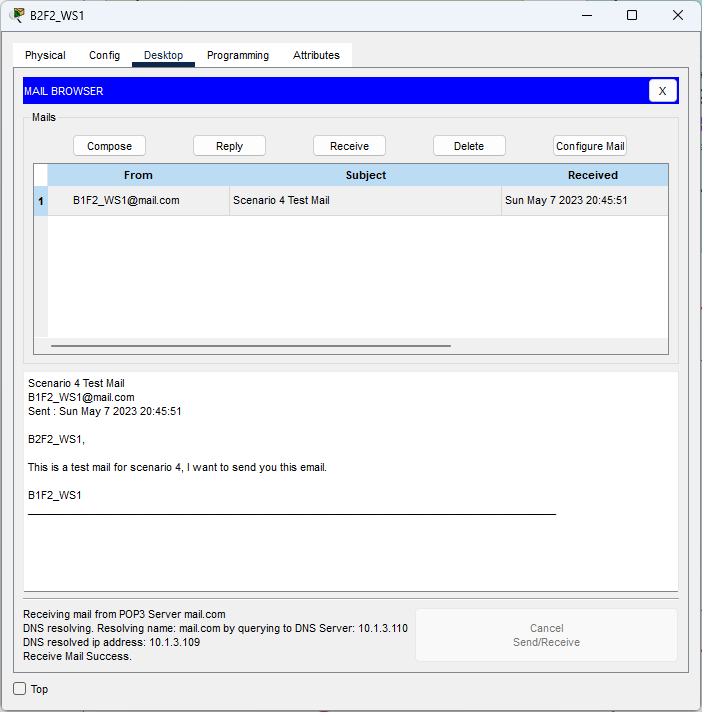 B2F2_WS1
Physical Config Desktop Programming Attributes
MAIL BROWSER X
Mails
Compose Reply Receive Delete Configure Mail
From Subject Received
1 B1F2_WS1@mail.com Scenario 4 Test Mail Sun May 7 2023 20:45:51
Scenario 4 Test Mail
B1F2_WS1@mail.com
Sent : Sun May 7 2023 20:45:51
B2F2_WS1,
This is a test mail for scenario 4, I want to send you this email.
B1F2_WS1
Receiving mail from POP3 Server mail.com
DNS resolving. Resolving name: mail.com by querying to DNS Server: 10.1.3.110
DNS resolved ip address: 10.1.3.109
Receive Mail Success.
Cancel
Send/Receive
Top